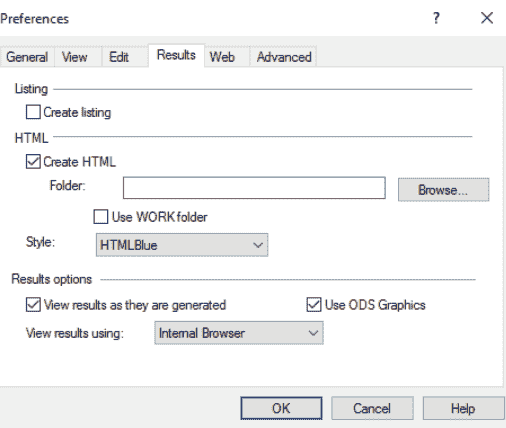 Preferences ? X
General View Edit Results Web Advanced
Listing
Create listing
HTML
Create HTML
Folder: Browse...
Use WORK folder
Style: HTMLBlue
Results options
View results as they are generated Use ODS Graphics
View results using: Internal Browser
OK Cancel Help